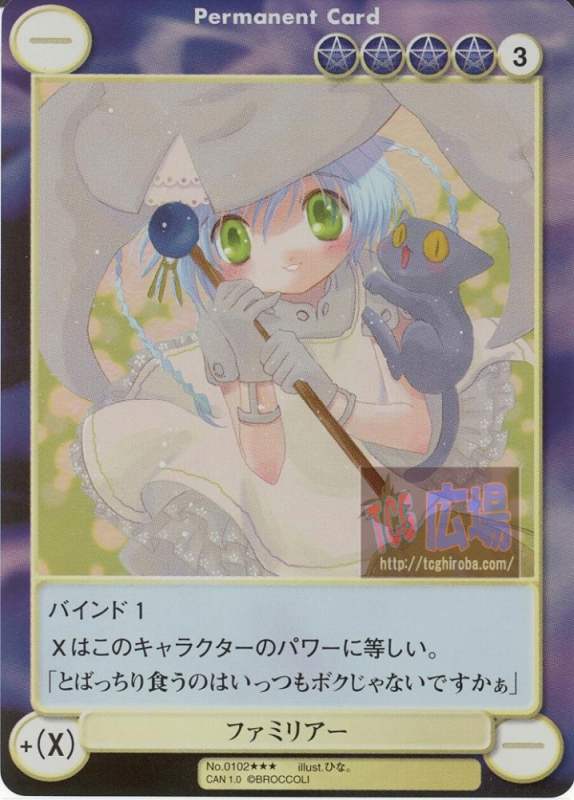 Permanent Card
3
TCG 広場
http://tcghiroba.com/
バインド 1
Xはこのキャラクターのパワーに等しい。
「とばっちり食うのはいっつもボクじゃないですかぁ」
ファミリアー
+(X)
No.0102★★★ illust.ひな。
CAN 1.0 ©BROCCOLI